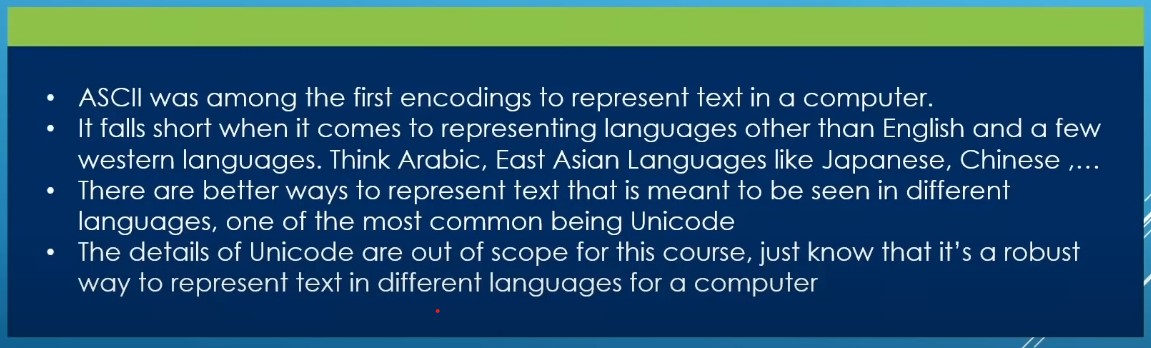 • ASCII was among the first encodings to represent text in a computer.
• It falls short when it comes to representing languages other than English and a few
western languages. Think Arabic, East Asian Languages like Japanese, Chinese ,...
• There are better ways to represent text that is meant to be seen in different
languages, one of the most common being Unicode
• The details of Unicode are out of scope for this course, just know that it’s a robust
way to represent text in different languages for a computer